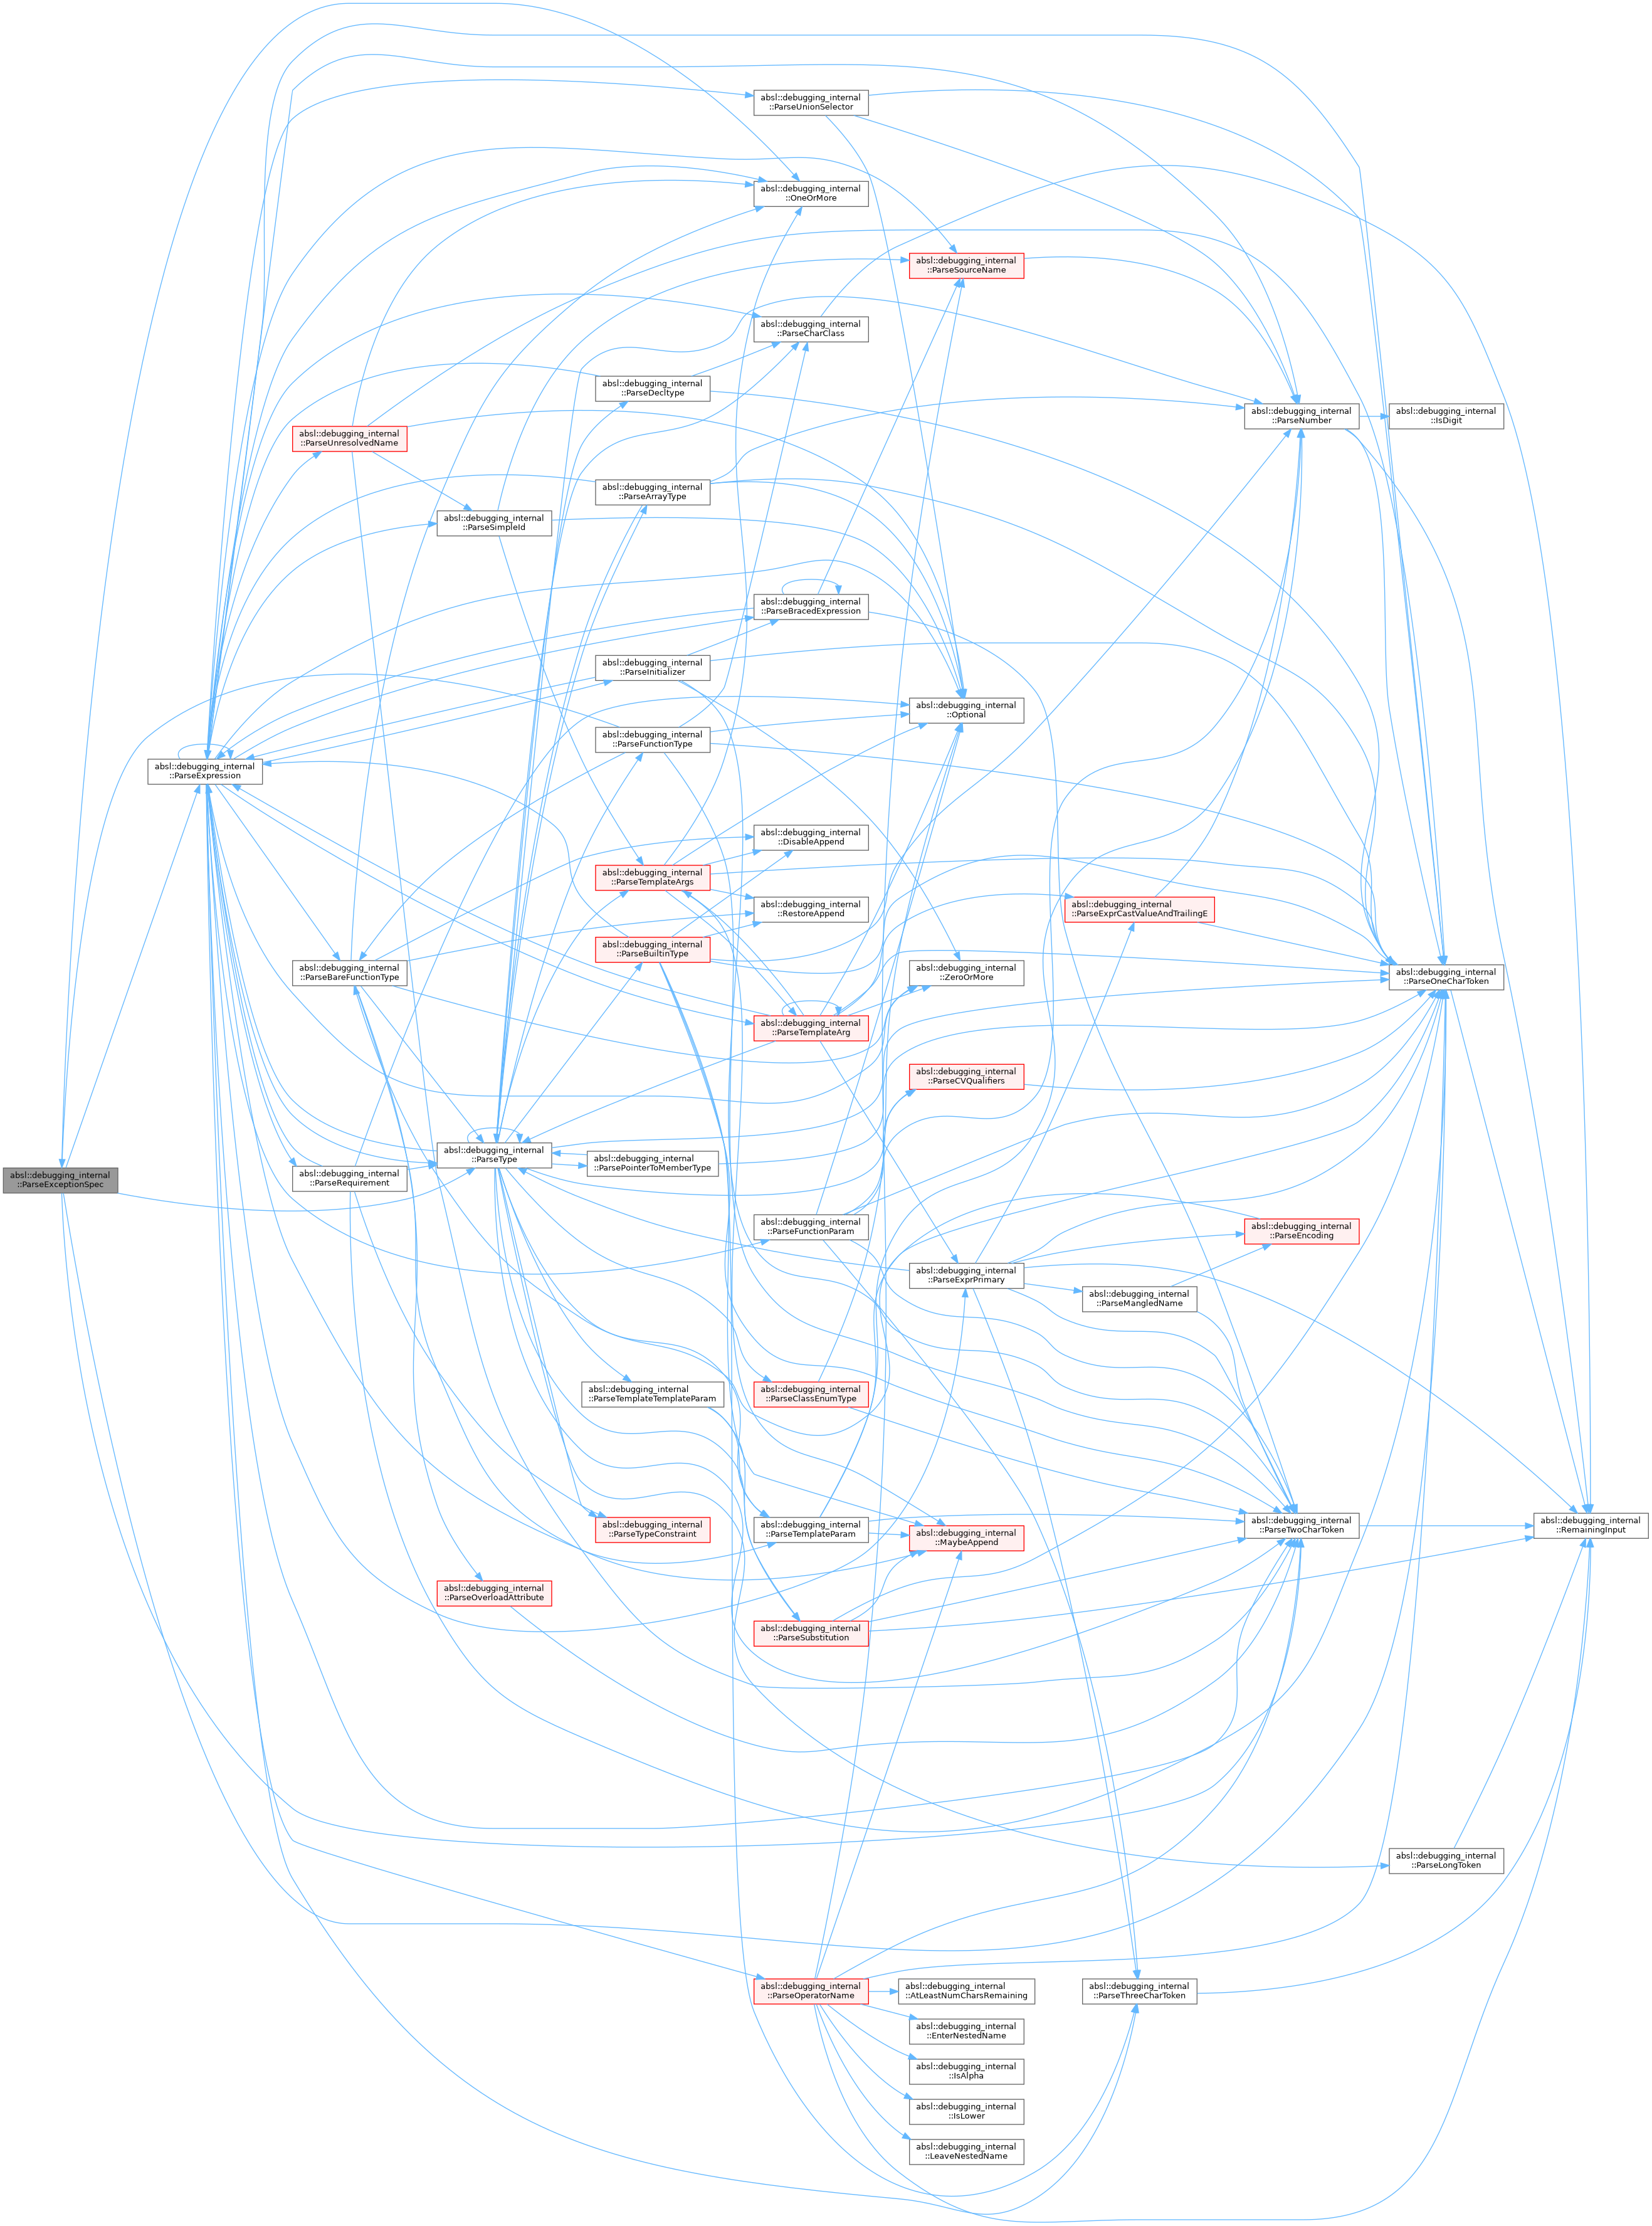 absl::debugging_internal
::ParseUnionSelector
absl::debugging_internal
::OneOrMore
absl::debugging_internal
::ParseSourceName
absl::debugging_internal
::ParseCharClass
absl::debugging_internal
::ParseDecltype
absl::debugging_internal
::ParseNumber
absl::debugging_internal
::IsDigit
absl::debugging_internal
::ParseUnresolvedName
absl::debugging_internal
::ParseArrayType
absl::debugging_internal
::ParseSimpleId
absl::debugging_internal
::ParseBracedExpression
absl::debugging_internal
::ParseInitializer
absl::debugging_internal
::Optional
absl::debugging_internal
::ParseFunctionType
absl::debugging_internal
::ParseExpression
absl::debugging_internal
::DisableAppend
absl::debugging_internal
::ParseTemplateArgs
absl::debugging_internal
::RestoreAppend
absl::debugging_internal
::ParseExprCastValueAndTrailingE
absl::debugging_internal
::ParseBuiltinType
absl::debugging_internal
::ParseBareFunctionType
absl::debugging_internal
::ZeroOrMore
absl::debugging_internal
::ParseOneCharToken
absl::debugging_internal
::ParseTemplateArg
absl::debugging_internal
::ParseCVQualifiers
absl::debugging_internal
::ParseType
absl::debugging_internal
::ParsePointerToMemberType
absl::debugging_internal
::ParseExceptionSpec
absl::debugging_internal
::ParseRequirement
absl::debugging_internal
::ParseFunctionParam
absl::debugging_internal
::ParseEncoding
absl::debugging_internal
::ParseExprPrimary
absl::debugging_internal
::ParseMangledName
absl::debugging_internal
::ParseTemplateTemplateParam
absl::debugging_internal
::ParseClassEnumType
absl::debugging_internal
::ParseTypeConstraint
absl::debugging_internal
::ParseTemplateParam
absl::debugging_internal
::MaybeAppend
absl::debugging_internal
::ParseTwoCharToken
absl::debugging_internal
::RemainingInput
absl::debugging_internal
::ParseOverloadAttribute
absl::debugging_internal
::ParseSubstitution
absl::debugging_internal
::ParseLongToken
absl::debugging_internal
::ParseOperatorName
absl::debugging_internal
::AtLeastNumCharsRemaining
absl::debugging_internal
::ParseThreeCharToken
absl::debugging_internal
::EnterNestedName
absl::debugging_internal
::IsAlpha
absl::debugging_internal
::IsLower
absl::debugging_internal
::LeaveNestedName